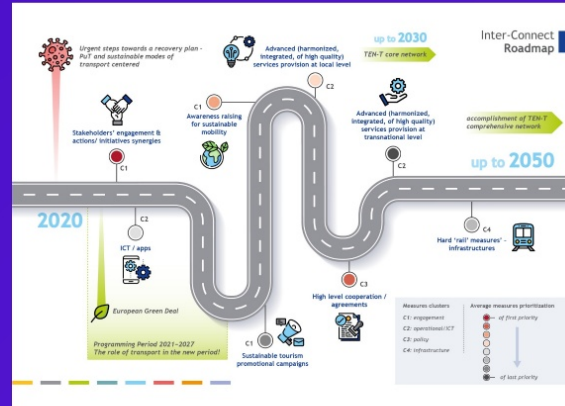 Inter-Connect
Roadmap
Urgent steps towards a recovery plan -
PuT and sustainable modes of
transport centered
Advanced (harmonized,
integrated, of high quality)
services provision at local level
up to 2030
TEN-T core network
C1
C2
Awareness raising
for sustainable
mobility
Stakeholders' engagement &
actions/ initiatives synergies
C1
Advanced (harmonized,
integrated, of high quality)
services provision at
transnational level
C2
accomplishment of TEN-T
comprehensive network
up to 2050
2020
C2
ICT / apps
C4
Hard 'rail' measures' -
infrastructures
European Green Deal
C3
High level cooperation /
agreements
Programming Period 2021-2027
The role of transport in the new period!
C1
Sustainable tourism
promotional campaigns
Measures clusters
C1: engagement
C2: operational/ICT
C3: policy
C4: infrastructure
Average measures prioritization
of first priority
of last priority